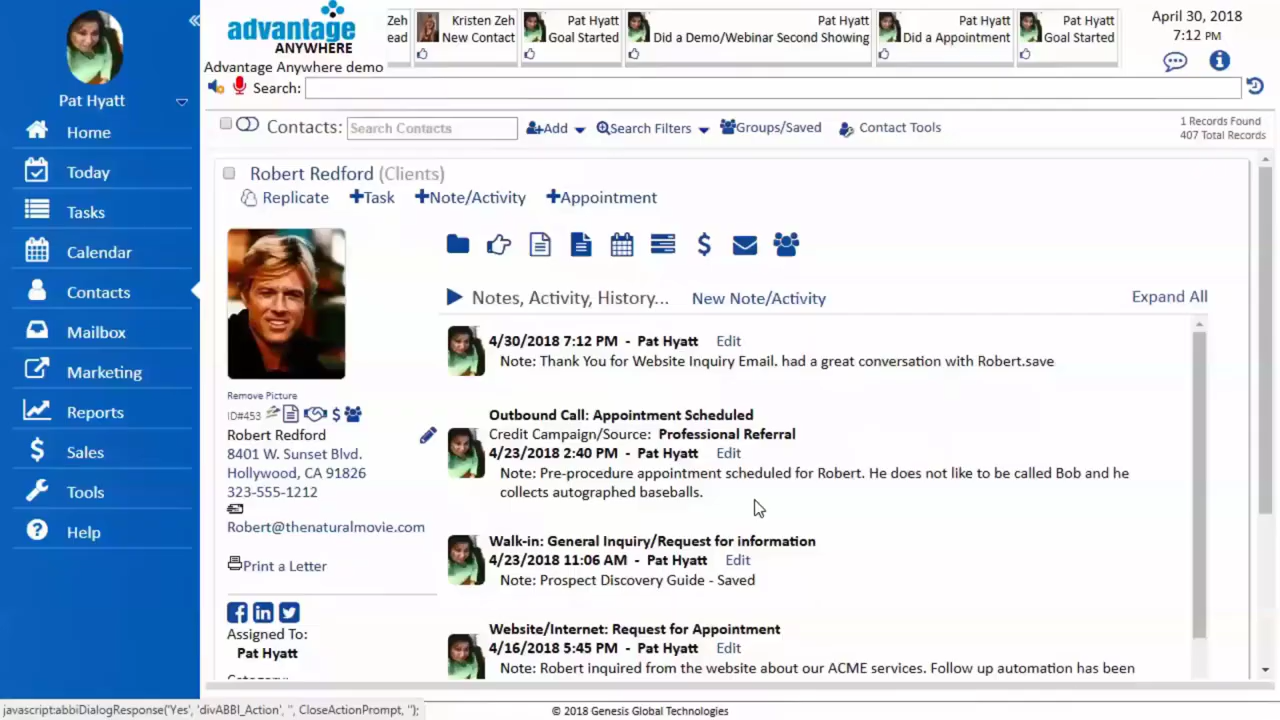 Pat Hyatt
Home
Today
Tasks
Calendar
Contacts
Mailbox
Marketing
Reports
Sales
Tools
Help
advantage
ANYWHERE
Advantage Anywhere demo
Zeh
ead
Kristen Zeh
New Contact
Pat Hyatt
Goal Started
Pat Hyatt
Did a Demo/Webinar Second Showing
Pat Hyatt
Did a Appointment
Pat Hyatt
Goal Started
April 30, 2018
7:12 PM
Search:
Contacts: Search Contacts Add Search Filters Groups/Saved Contact Tools
1 Records Found
407 Total Records
Robert Redford (Clients)
Replicate +Task +Note/Activity +Appointment
Remove Picture
ID#453
Robert Redford
8401 W. Sunset Blvd.
Hollywood, CA 91826
323-555-1212
Robert@thenaturalmovie.com
Print a Letter
Assigned To:
Pat Hyatt
Category:
Notes, Activity, History... New Note/Activity Expand All
4/30/2018 7:12 PM - Pat Hyatt Edit
Note: Thank You for Website Inquiry Email. had a great conversation with Robert.save
Outbound Call: Appointment Scheduled
Credit Campaign/Source: Professional Referral
4/23/2018 2:40 PM - Pat Hyatt Edit
Note: Pre-procedure appointment scheduled for Robert. He does not like to be called Bob and he
collects autographed baseballs.
Walk-in: General Inquiry/Request for information
4/23/2018 11:06 AM - Pat Hyatt Edit
Note: Prospect Discovery Guide - Saved
Website/Internet: Request for Appointment
4/16/2018 5:45 PM - Pat Hyatt Edit
Note: Robert inquired from the website about our ACME services. Follow up automation has been
javascript:abbiDialogResponse('Yes', 'divABBI_Action', '', CloseActionPrompt, '');
© 2018 Genesis Global Technologies